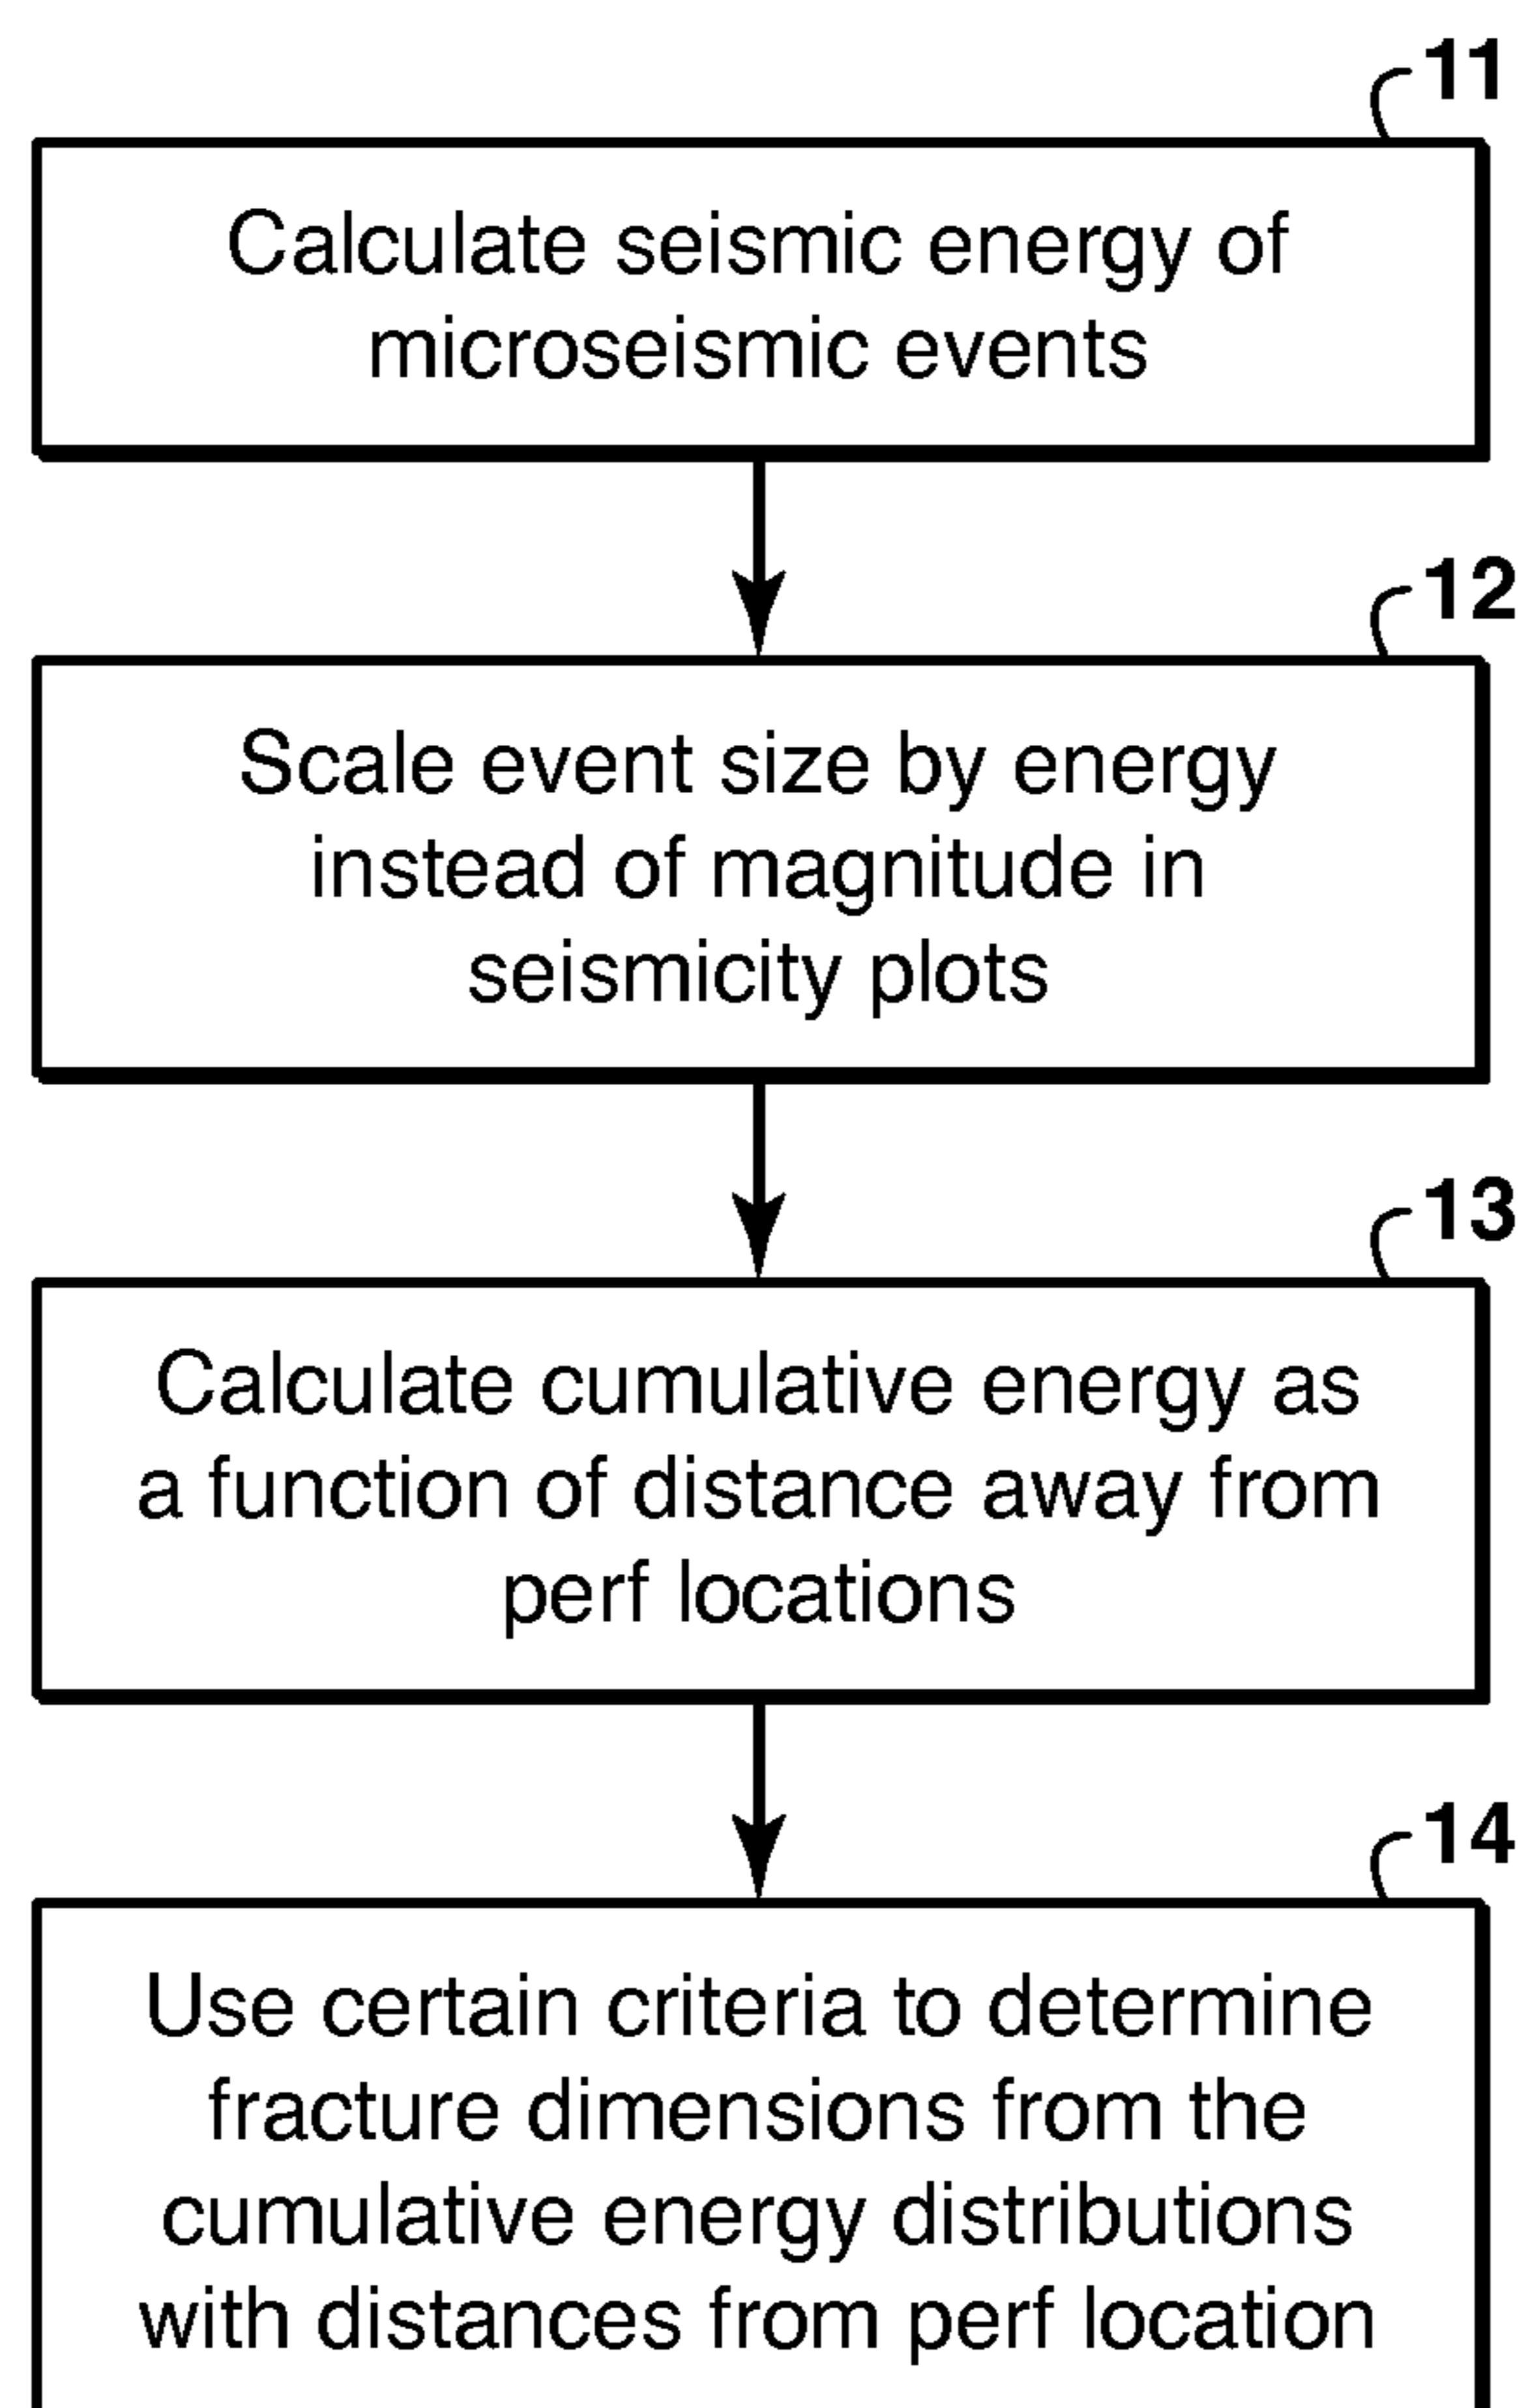 11
Calculate seismic energy of
microseismic events
12
Scale event size by energy
instead of magnitude in
seismicity plots
13
Calculate cumulative energy as
a function of distance away from
perf locations
14
Use certain criteria to determine
fracture dimensions from the
cumulative energy distributions
with distances from perf location